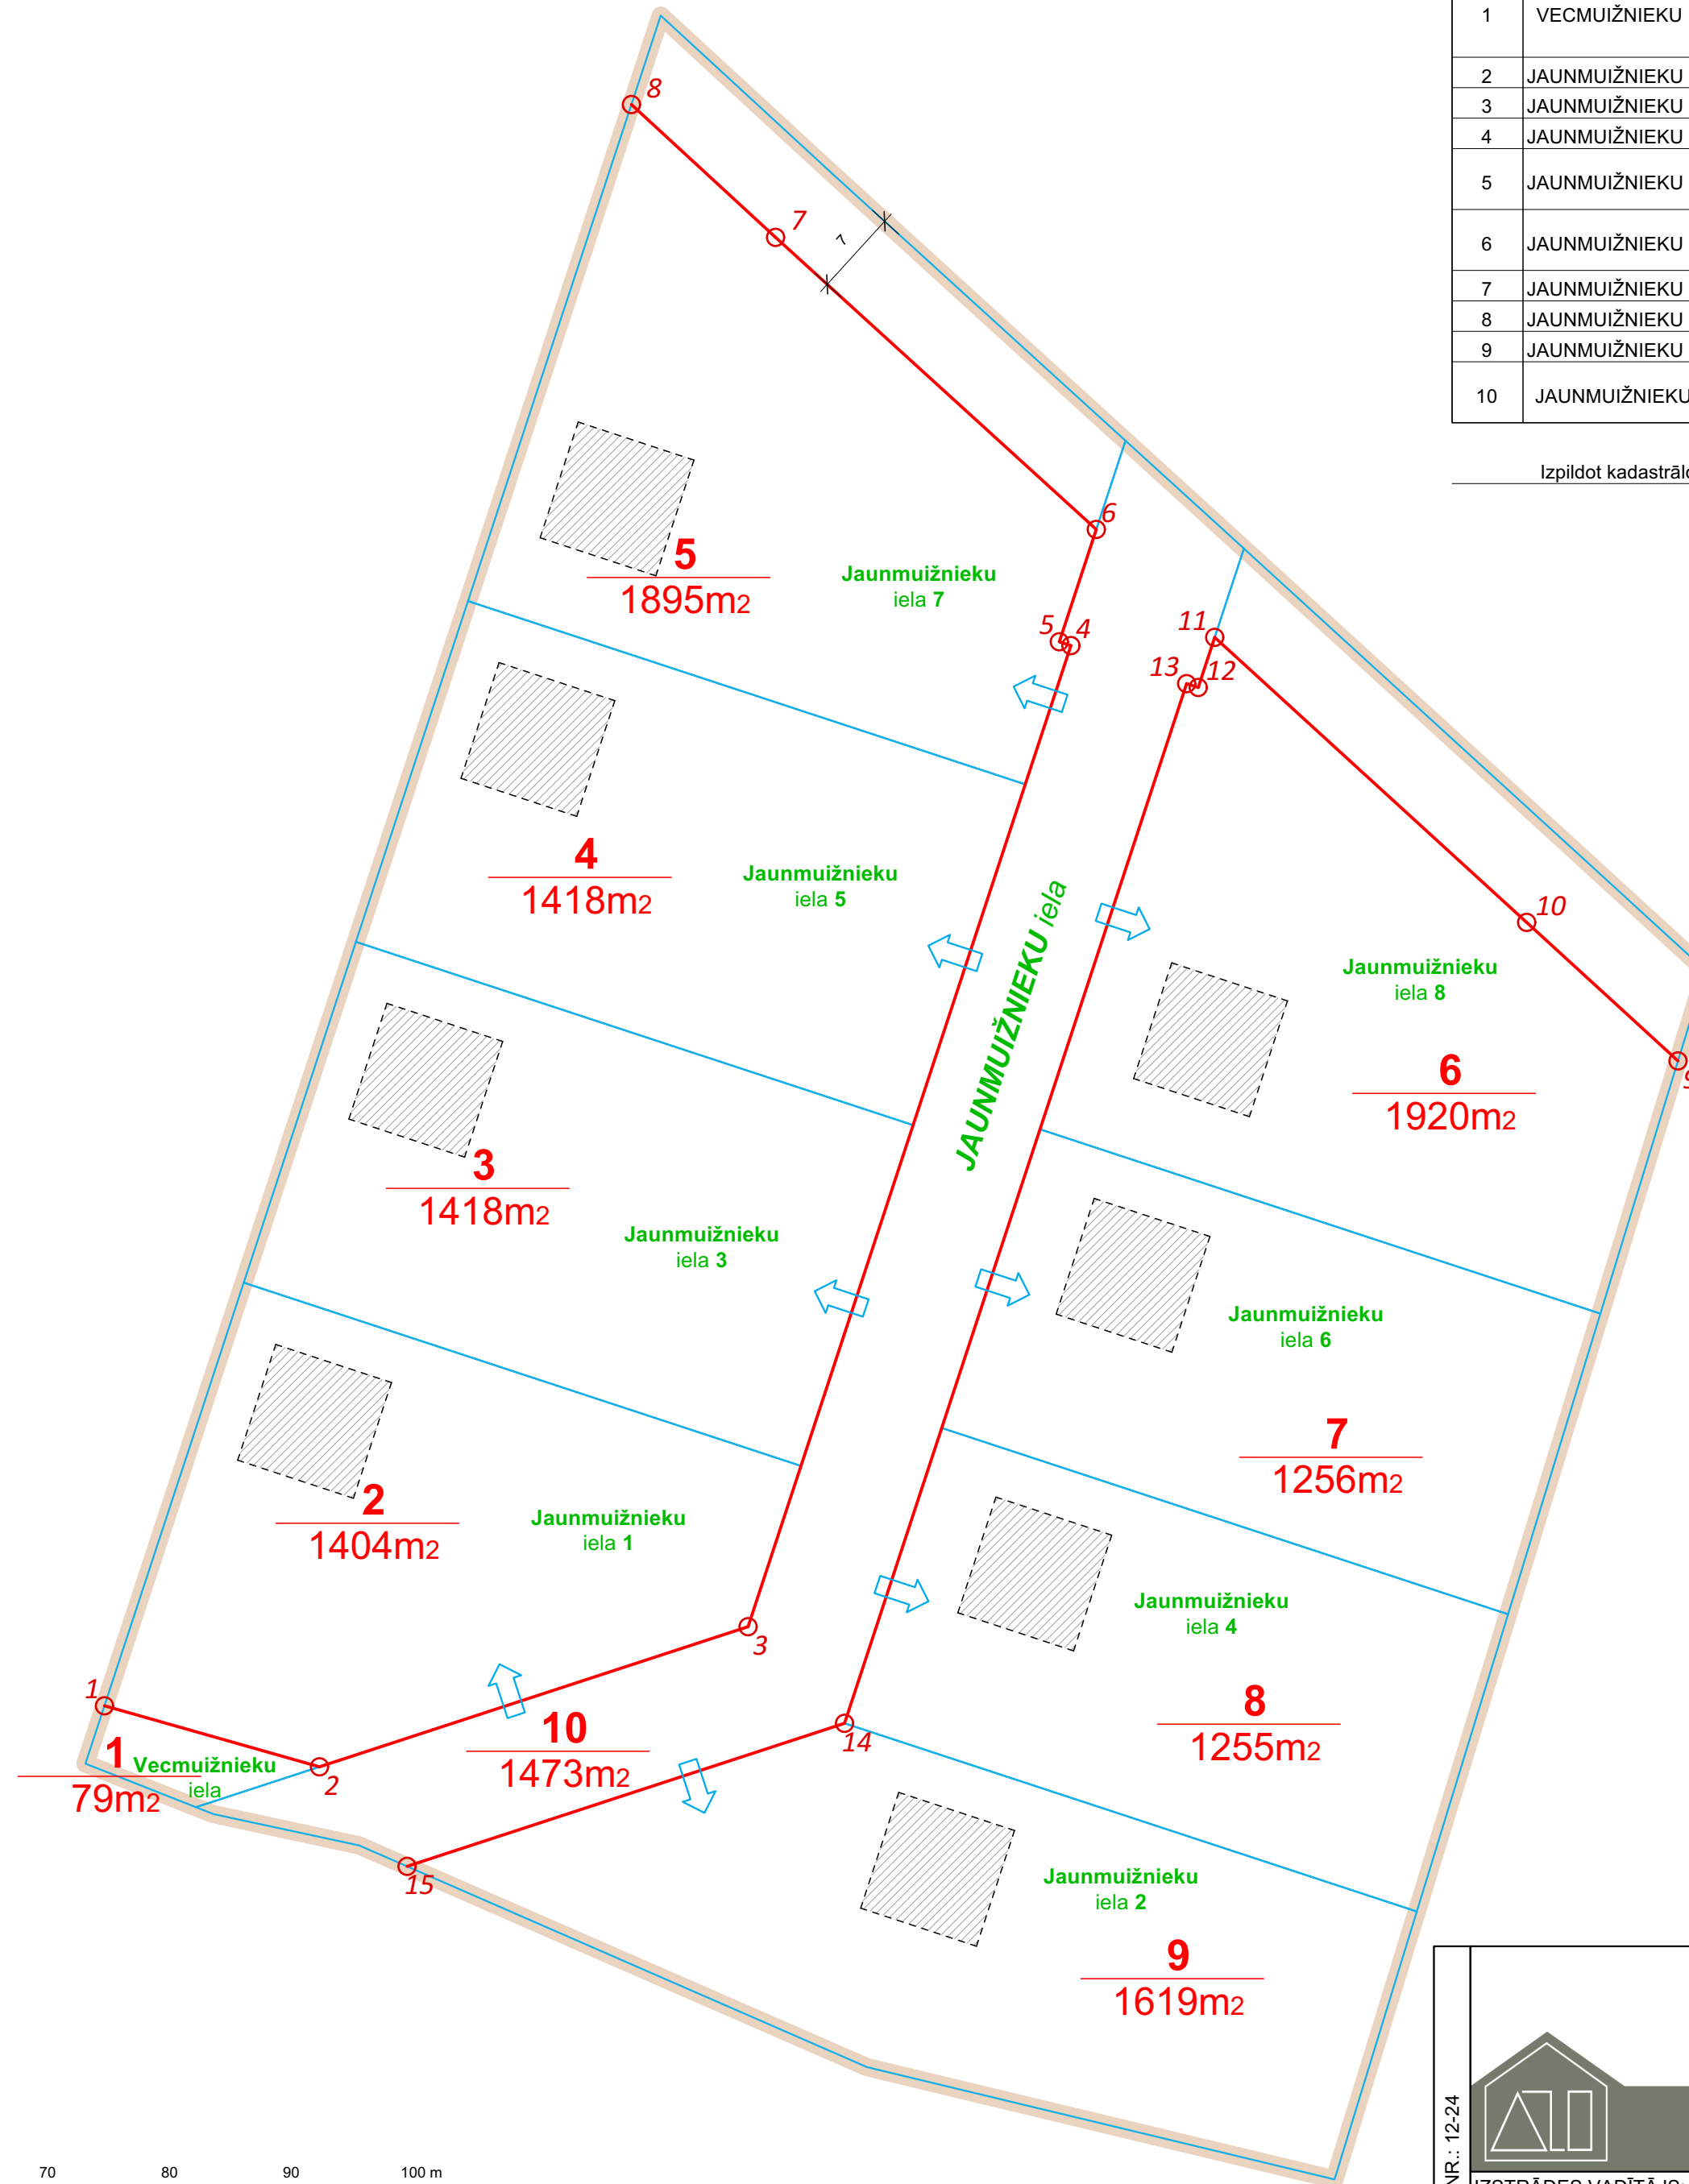 1 VECMUIŽNIEKU
2 JAUNMUIŽNIEKU
3 JAUNMUIŽNIEKU
4 JAUNMUIŽNIEKU
5 JAUNMUIŽNIEKU
6 JAUNMUIŽNIEKU
7 JAUNMUIŽNIEKU
8 JAUNMUIŽNIEKU
9 JAUNMUIŽNIEKU
10 JAUNMUIŽNIEKU
8
7
7
6
5
1895m2
Jaunmuižnieku
iela 7
5
4
11
13
12
4
1418m2
Jaunmuižnieku
iela 5
JAUNMUIŽNIEKU iela
10
Jaunmuižnieku
iela 8
6
1920m2
9
3
1418m2
Jaunmuižnieku
iela 3
Jaunmuižnieku
iela 6
7
1256m2
2
1404m2
Jaunmuižnieku
iela 1
Jaunmuižnieku
iela 4
3
8
1255m2
1
1
79m2
Vecmuižnieku
iela
2
10
1473m2
14
15
Jaunmuižnieku
iela 2
9
1619m2
NR.: 12-24
70 80 90 100 m